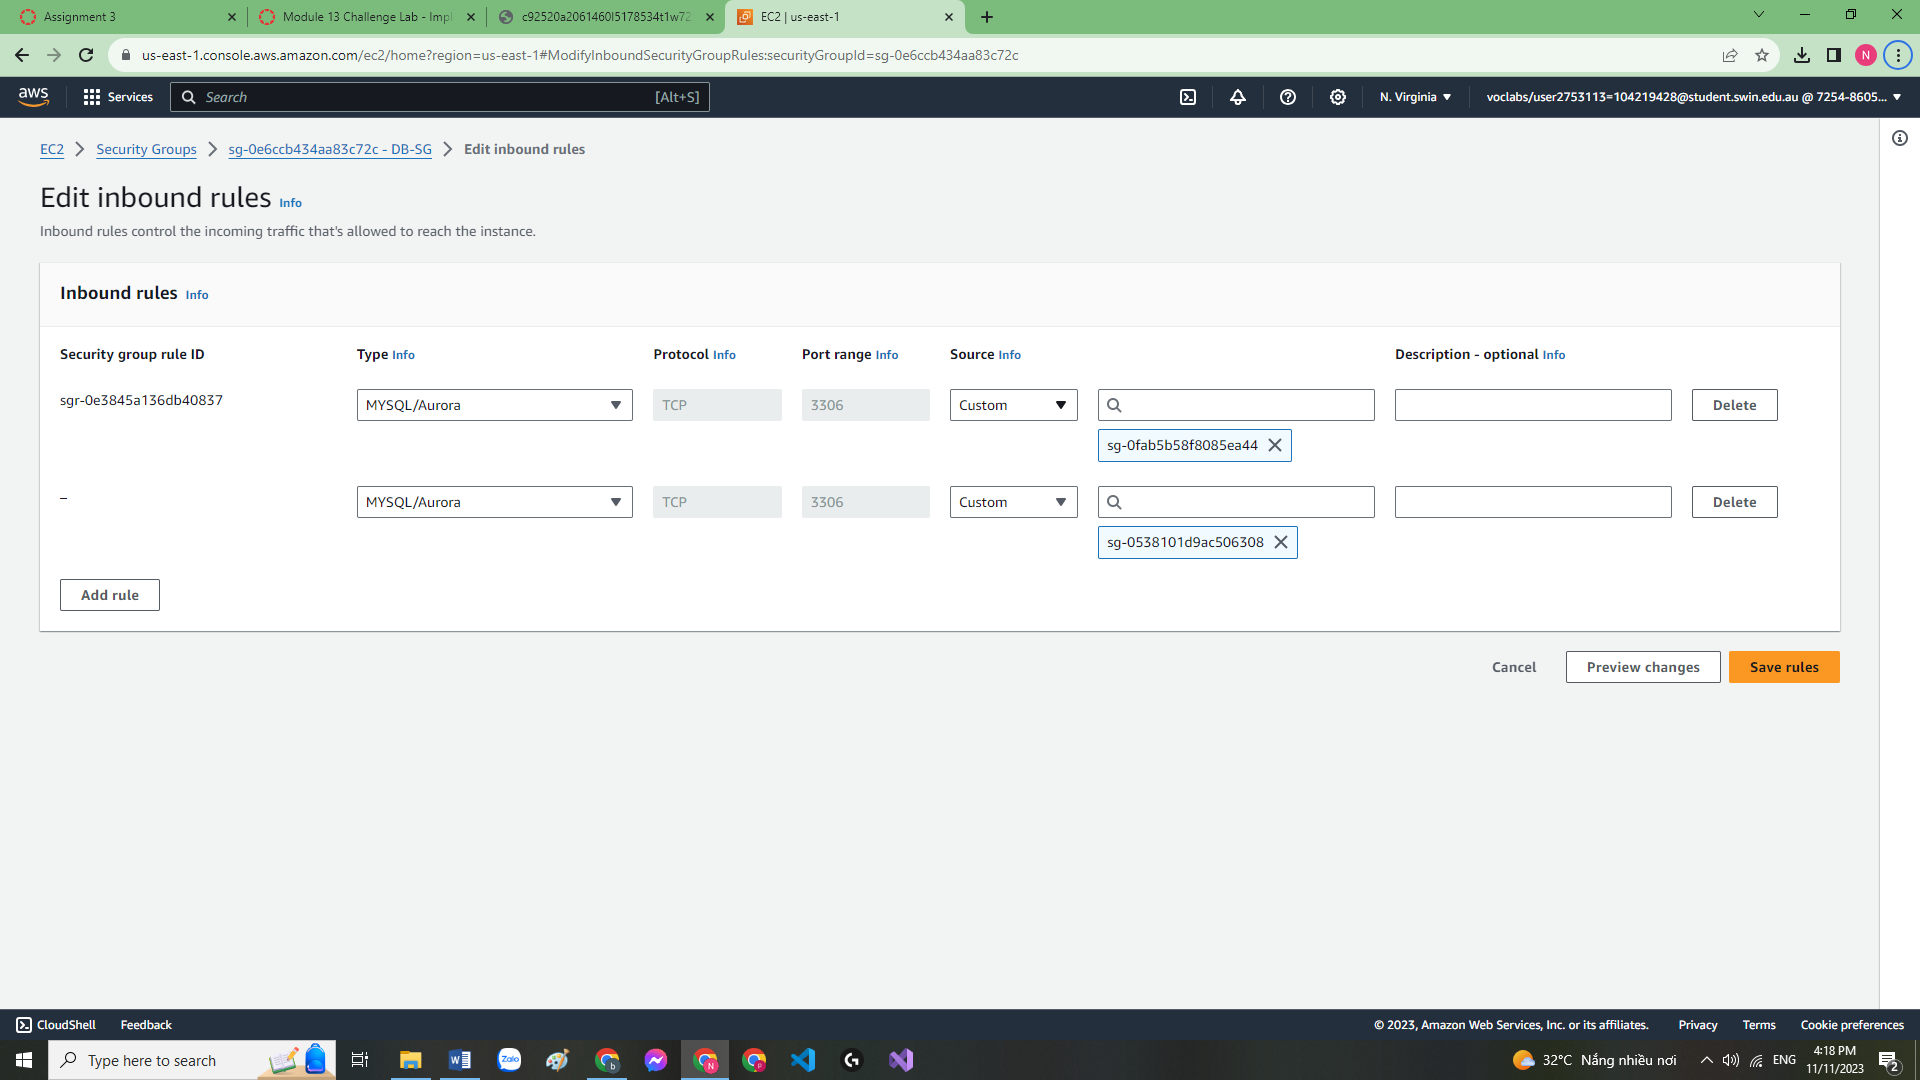 Assignment 3
Module 13 Challenge Lab - Impl
c92520a2061460l5178534t1w72
EC2 | us-east-1
us-east-1.console.aws.amazon.com/ec2/home?region=us-east-1#ModifyInboundSecurityGroupRules:securityGroupId=sg-0e6ccb434aa83c72c
N
aws
Services
Search
[Alt+S]
N. Virginia
voclabs/user2753113=104219428@student.swin.edu.au @ 7254-8605...
EC2
Security Groups
sg-0e6ccb434aa83c72c - DB-SG
Edit inbound rules
Edit inbound rules Info
Inbound rules control the incoming traffic that's allowed to reach the instance.
Inbound rules Info
Security group rule ID
Type Info
Protocol Info
Port range Info
Source Info
Description - optional Info
sgr-0e3845a136db40837
MYSQL/Aurora
TCP
3306
Custom
Delete
sg-0fab5b58f8085ea44
–
MYSQL/Aurora
TCP
3306
Custom
Delete
sg-0538101d9ac506308
Add rule
Cancel
Preview changes
Save rules
CloudShell
Feedback
© 2023, Amazon Web Services, Inc. or its affiliates.
Privacy
Terms
Cookie preferences
Type here to search
Zalo
32°C Nắng nhiều nơi
ENG
4:18 PM
11/11/2023
2